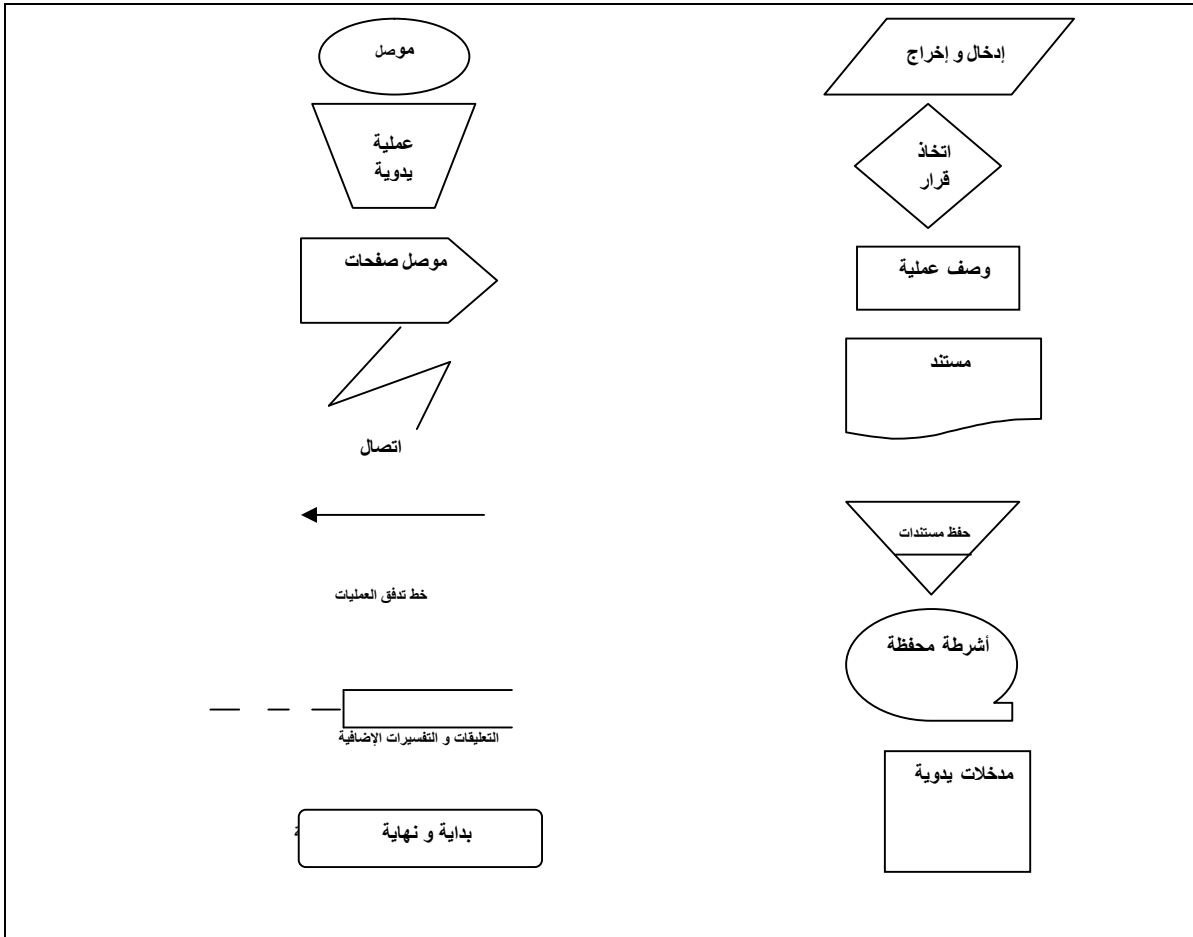 إدخال و إخراج
اتخاذ
قرار
وصف عملية
مستند
حفظ مستندات
أشرطة محفظة
مدخلات يدوية
موصل
عملية
يدوية
موصل صفحات
اتصال
خط تدفق العمليات
التعليقات و التفسيرات الإضافية
بداية و نهاية